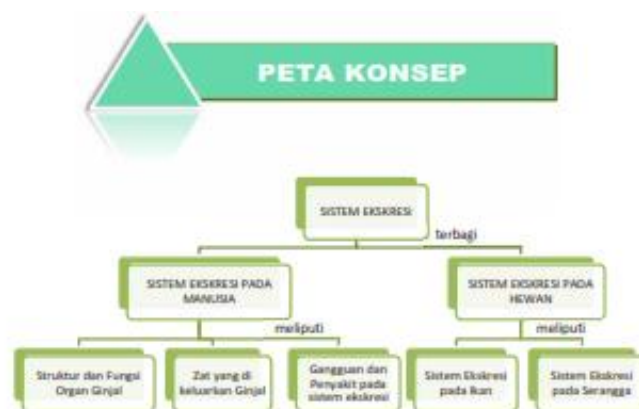 PETA KONSEP
SISTEM EKSKRESI
terbagi
SISTEM EKSKRESI PADA
MANUSIA
SISTEM EKSKRESI PADA
HEWAN
meliputi
meliputi
Struktur dan Fungsi
Organ Ginjal
Zat yang di
keluarkan Ginjal
Gangguan dan
Penyakit pada
sistem ekskresi
Sistem Ekskresi
pada Ikan
Sistem Ekskresi
pada Serangga